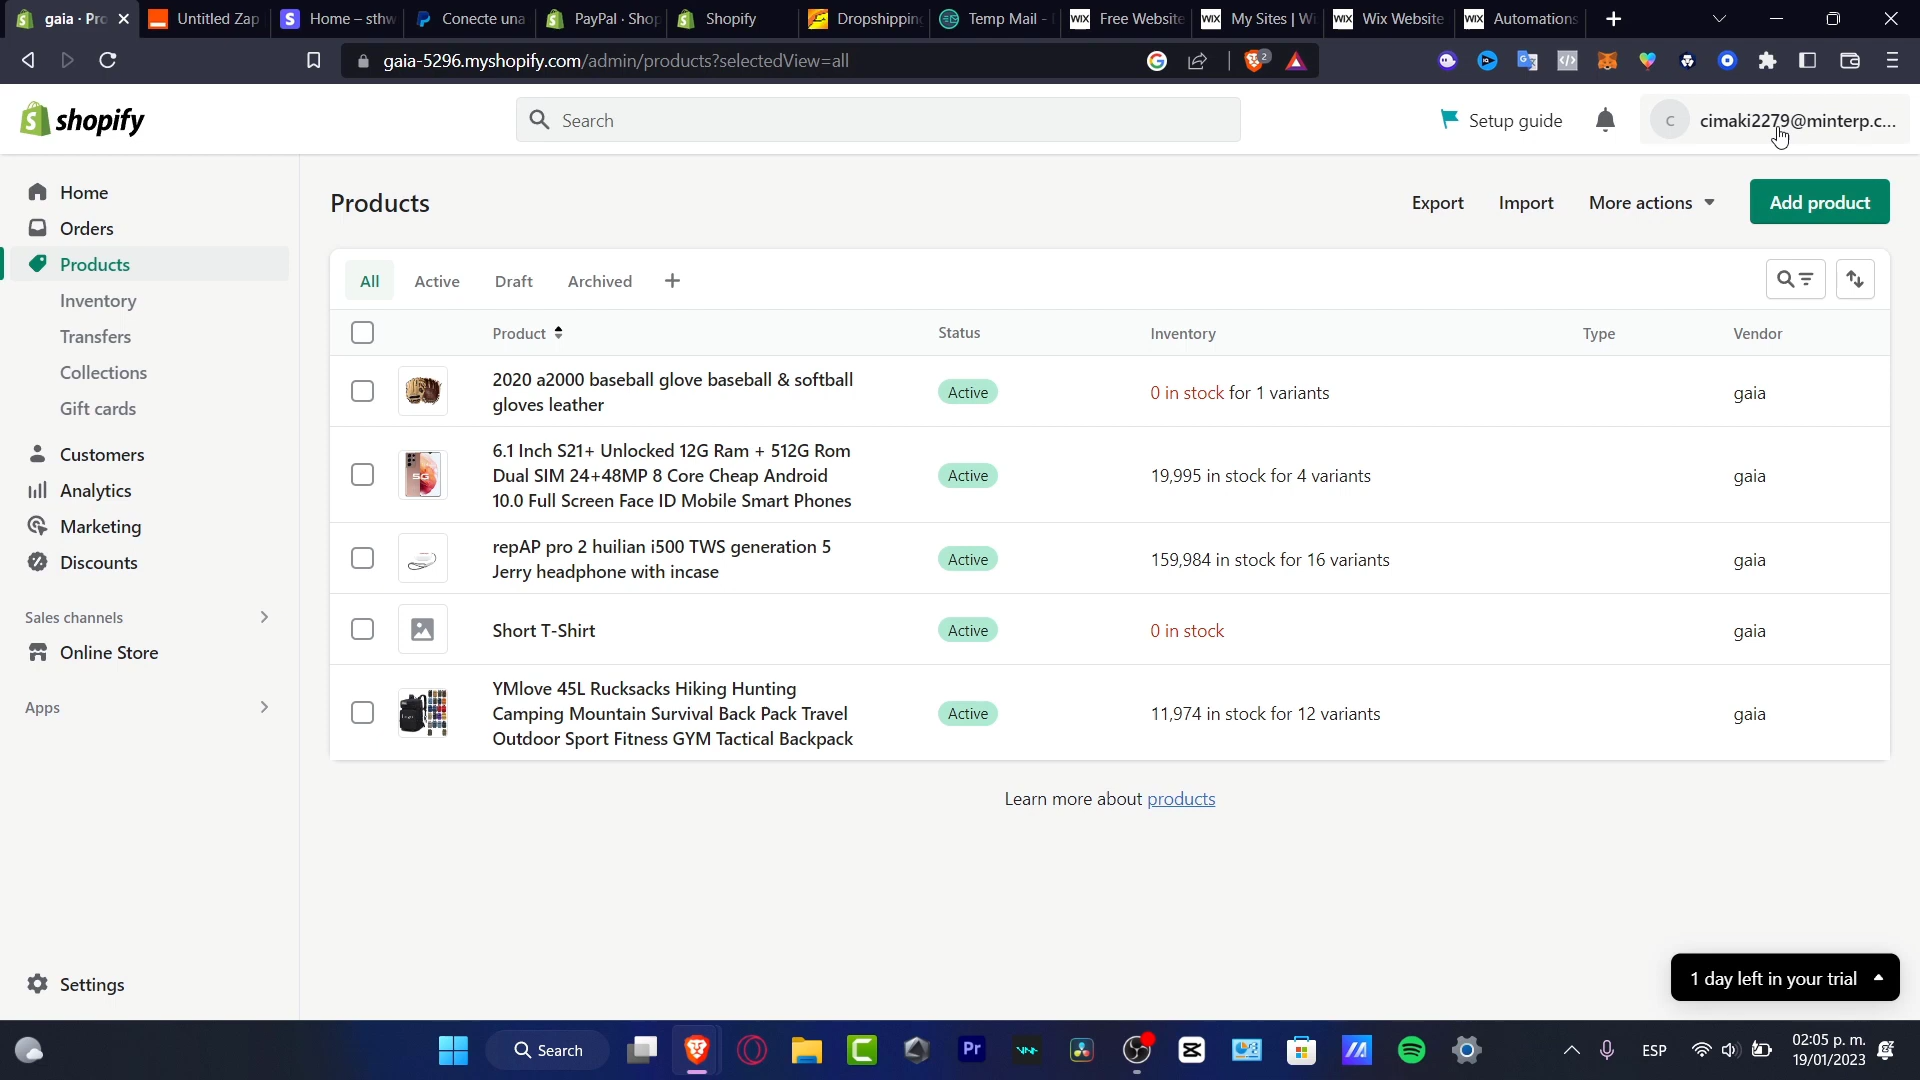 gaia · Pro
Untitled Zap
Home – sthw
Conecte una
PayPal · Shop
Shopify
Dropshipping
Temp Mail -
WIX Free Website
WIX My Sites | Wi
WIX Wix Website
WIX Automations
gaia-5296.myshopify.com/admin/products?selectedView=all
2
shopify
Search
Setup guide
C
cimaki2279@minterp.c...
Home
Orders
Products
Inventory
Transfers
Collections
Gift cards
Customers
Analytics
Marketing
Discounts
Sales channels
Online Store
Apps
Settings
Products
Export
Import
More actions
Add product
All
Active
Draft
Archived
Product
Status
Inventory
Type
Vendor
2020 a2000 baseball glove baseball & softball
gloves leather
Active
0 in stock for 1 variants
gaia
5G
6.1 Inch S21+ Unlocked 12G Ram + 512G Rom
Dual SIM 24+48MP 8 Core Cheap Android
10.0 Full Screen Face ID Mobile Smart Phones
Active
19,995 in stock for 4 variants
gaia
repAP pro 2 huilian i500 TWS generation 5
Jerry headphone with incase
Active
159,984 in stock for 16 variants
gaia
Short T-Shirt
Active
0 in stock
gaia
YMlove 45L Rucksacks Hiking Hunting
Camping Mountain Survival Back Pack Travel
Outdoor Sport Fitness GYM Tactical Backpack
Active
11,974 in stock for 12 variants
gaia
Learn more about products
1 day left in your trial
Search
Pr
ESP
02:05 p. m.
19/01/2023